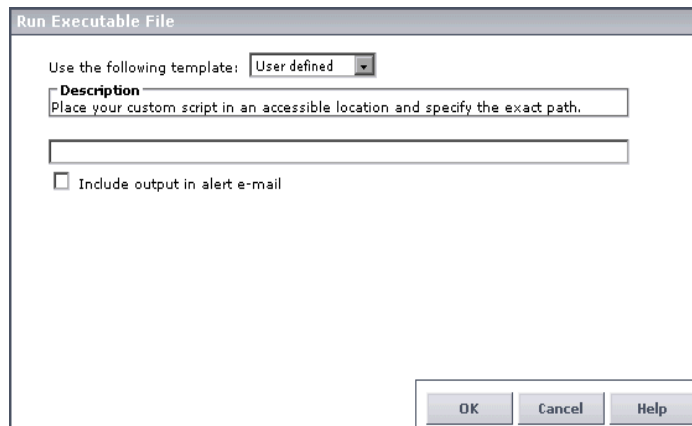 Run Executable File
Use the following template: User defined
Description
Place your custom script in an accessible location and specify the exact path.
Include output in alert e-mail
OK Cancel Help